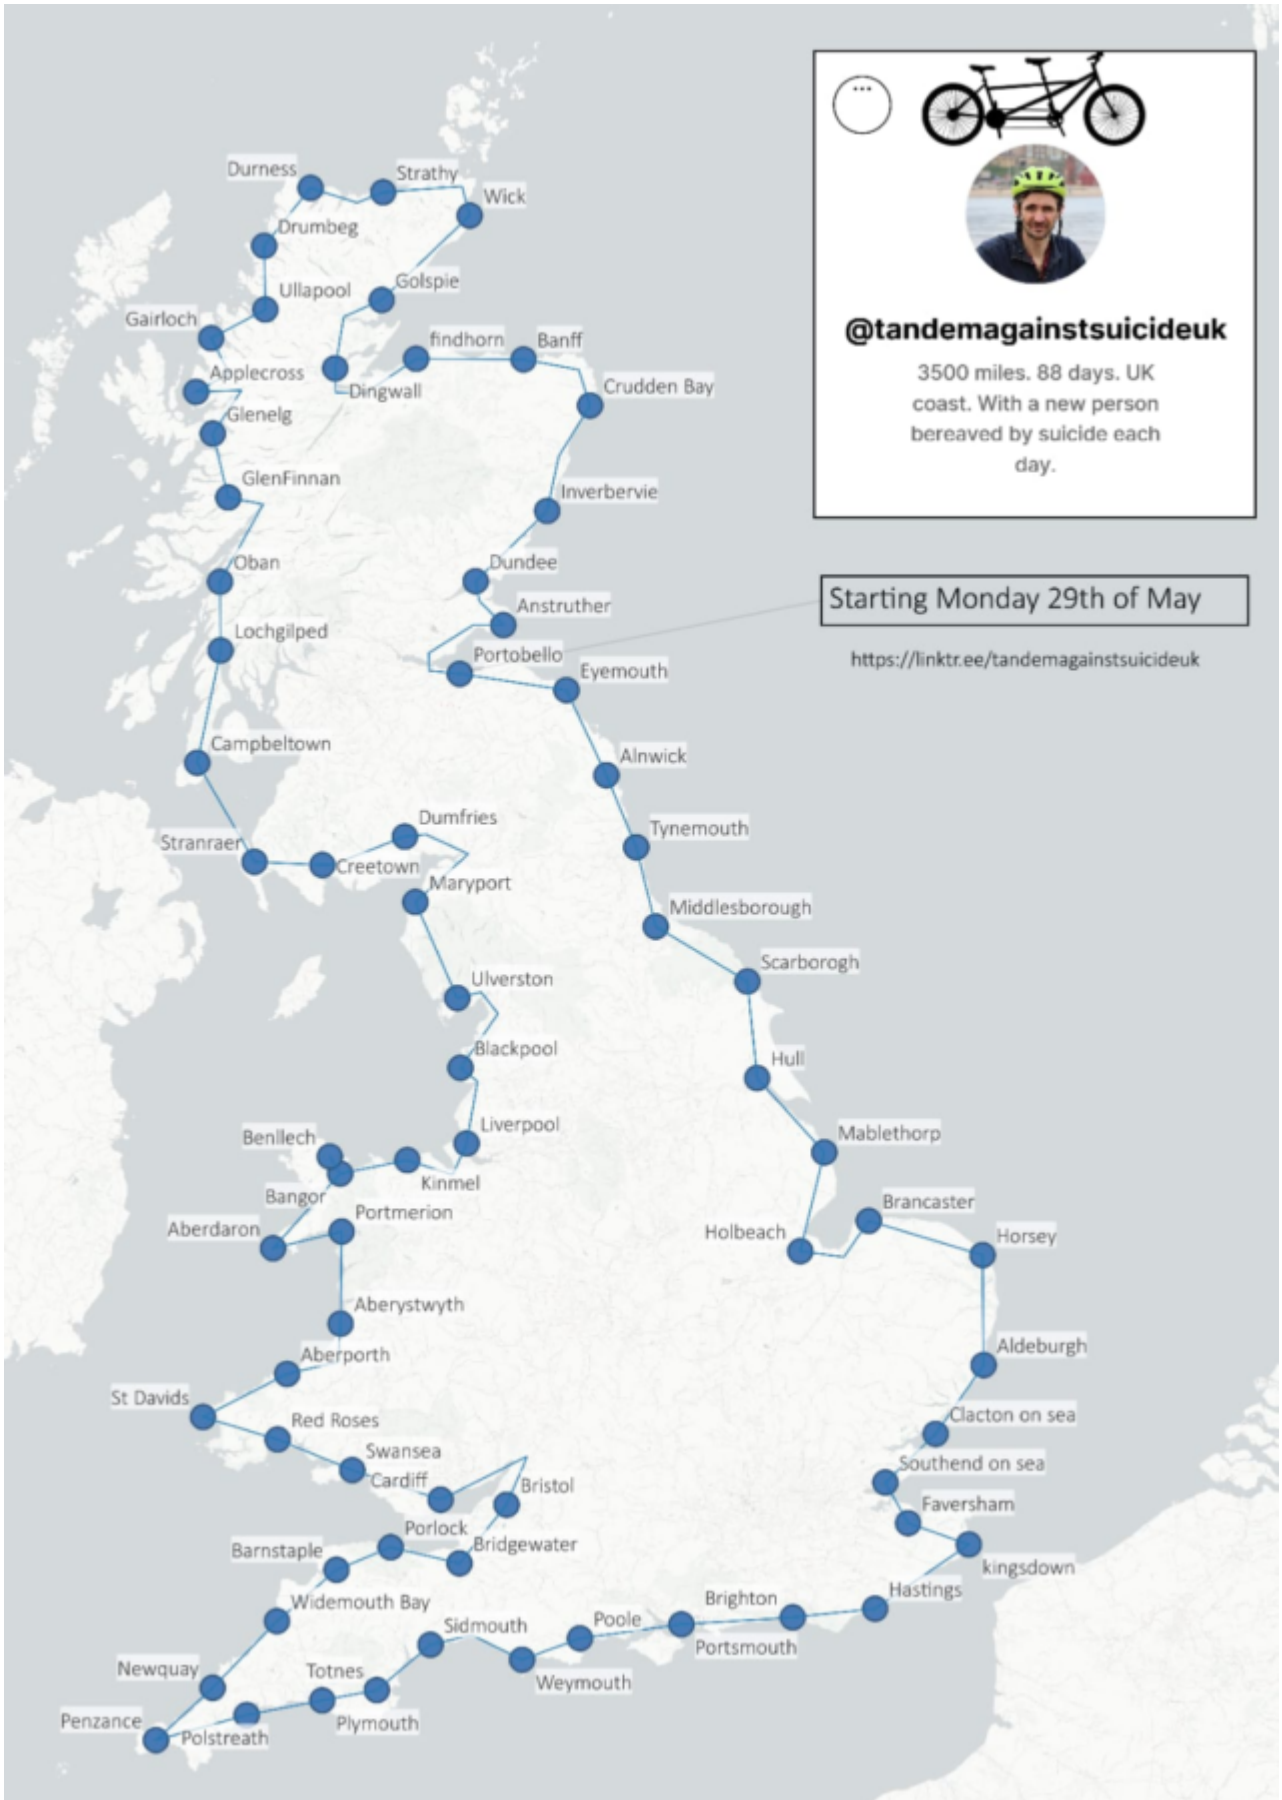 @tandemagainstsuicideuk
3500 miles. 88 days. UK
coast. With a new person
bereaved by suicide each
day.
Starting Monday 29th of May
https://linktr.ee/tandemagainstsuicideuk
Durness
Strathy
Wick
Drumbeg
Golspie
Ullapool
Gairloch
findhorn
Banff
Applecross
Dingwall
Crudden Bay
Glenelg
GlenFinnan
Inverbervie
Oban
Dundee
Anstruther
Lochgilped
Portobello
Eyemouth
Campbeltown
Alnwick
Dumfries
Tynemouth
Stranraer
Creetown
Maryport
Middlesborough
Scarborogh
Ulverston
Blackpool
Hull
Liverpool
Mablethorp
Benllech
Kinmel
Bangor
Brancaster
Portmerion
Aberdaron
Holbeach
Horsey
Aberystwyth
Aldeburgh
Aberporth
St Davids
Red Roses
Clacton on sea
Swansea
Southend on sea
Cardiff
Bristol
Faversham
Porlock
Bridgewater
Barnstaple
kingsdown
Hastings
Widemouth Bay
Brighton
Sidmouth
Poole
Portsmouth
Newquay
Totnes
Weymouth
Penzance
Plymouth
Polstreath